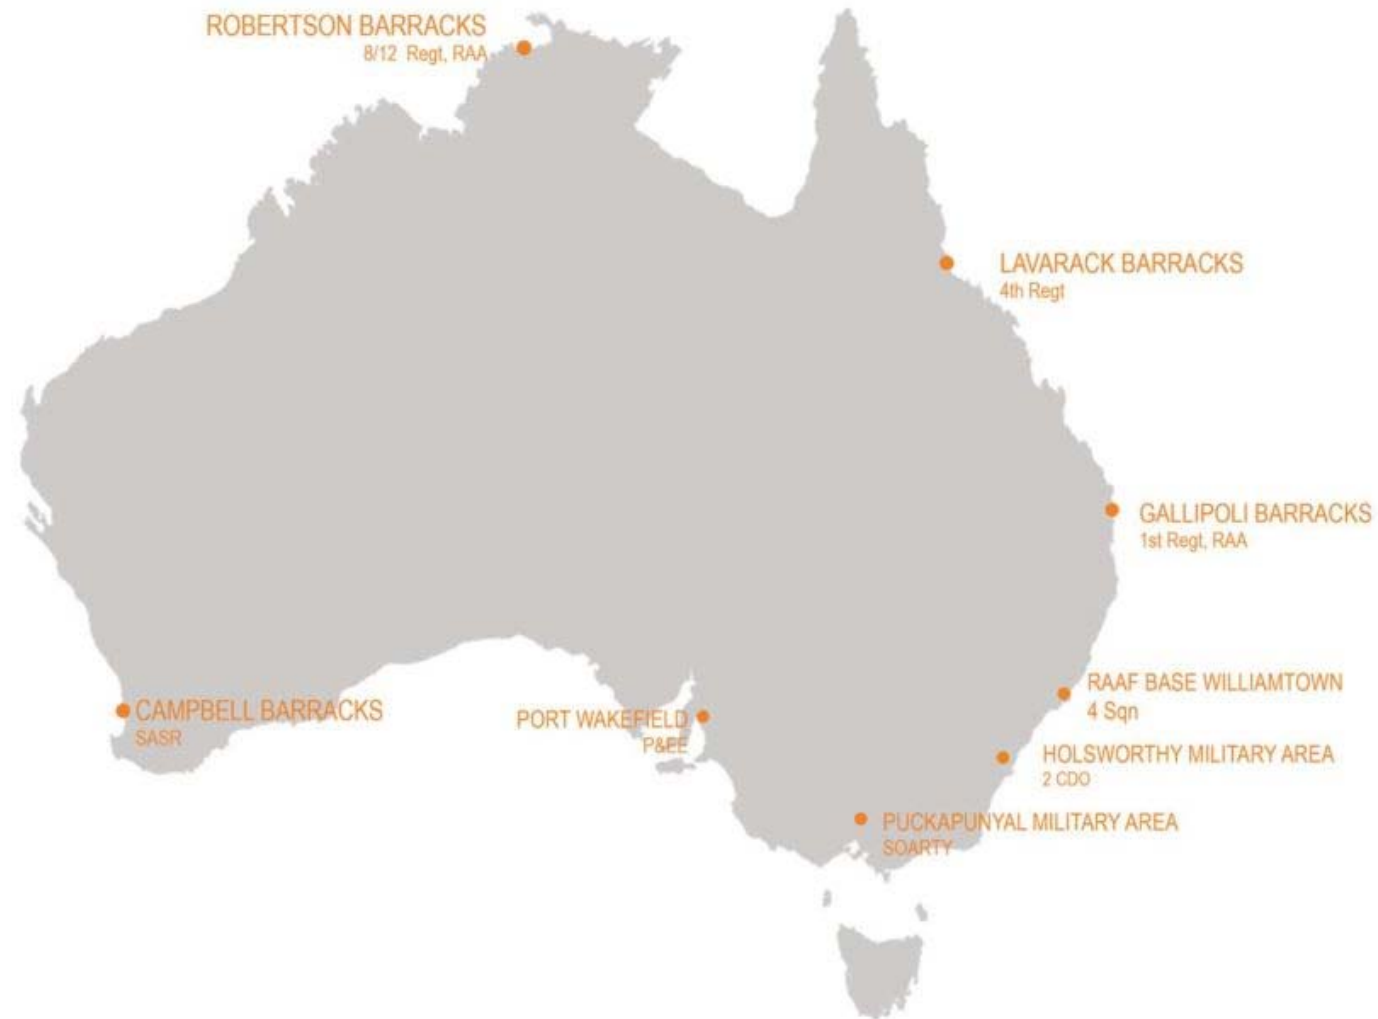 ROBERTSON BARRACKS
8/12 Regt, RAA
LAVARACK BARRACKS
4th Regt
GALLIPOLI BARRACKS
1st Regt, RAA
RAAF BASE WILLIAMTOWN
4 Sqn
CAMPBELL BARRACKS
SASR
PORT WAKEFIELD
P&EE
HOLSWORTHY MILITARY AREA
2 CDO
PUCKAPUNYAL MILITARY AREA
SOARTY